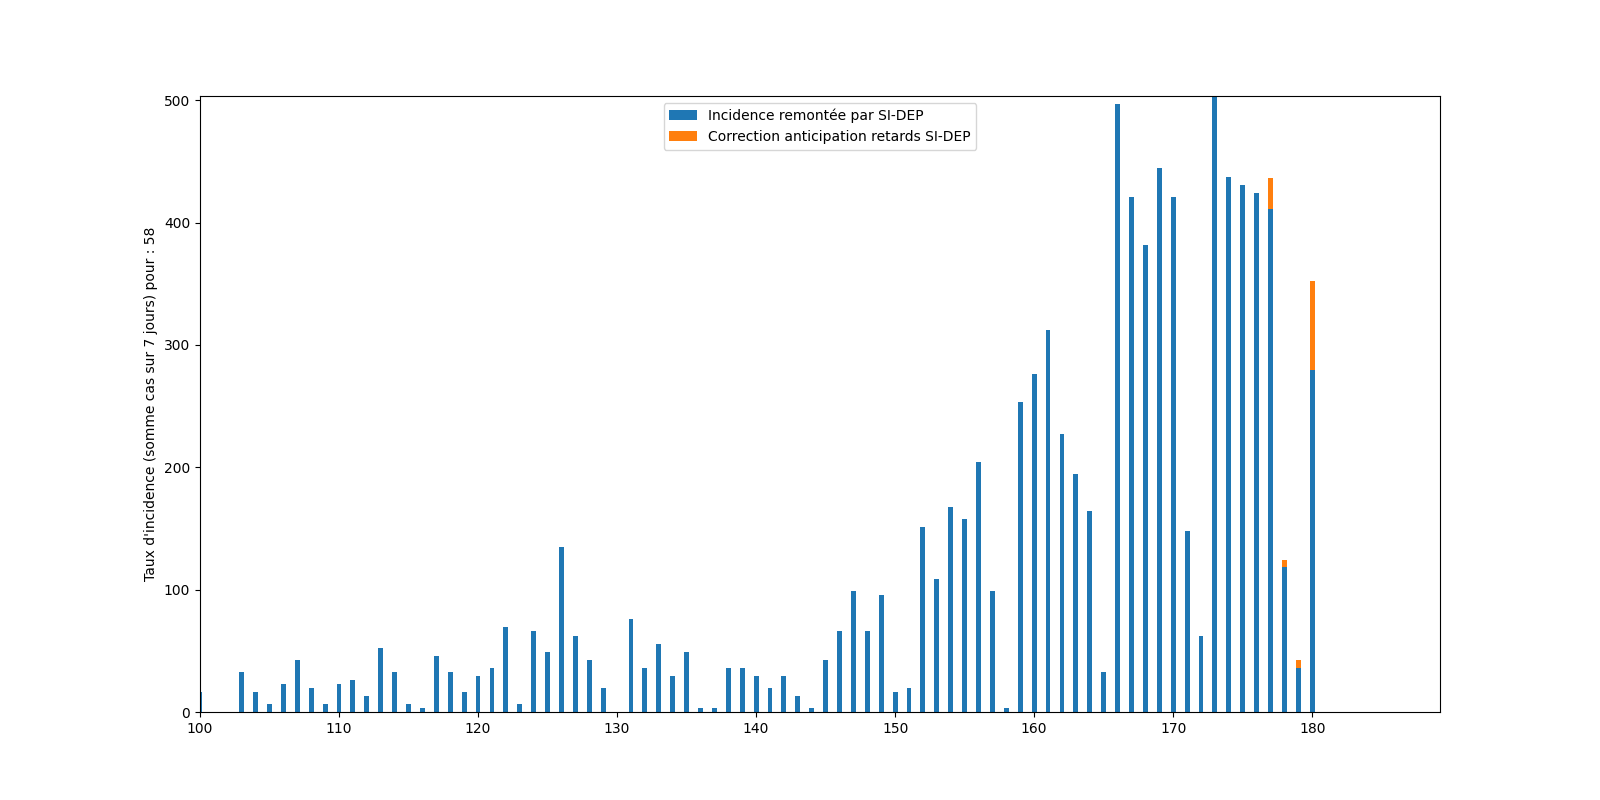 500
400
300
200
100
0
Taux d'incidence (somme cas sur 7 jours) pour : 58
Incidence remontée par SI-DEP
Correction anticipation retards SI-DEP
100 110 120 130 140 150 160 170 180